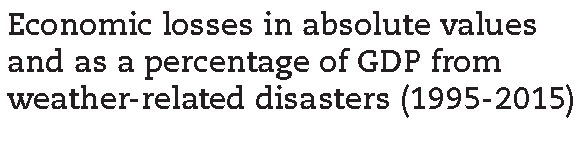 Economic losses in absolute values
and as a percentage of GDP from
weather-related disasters (1995-2015)